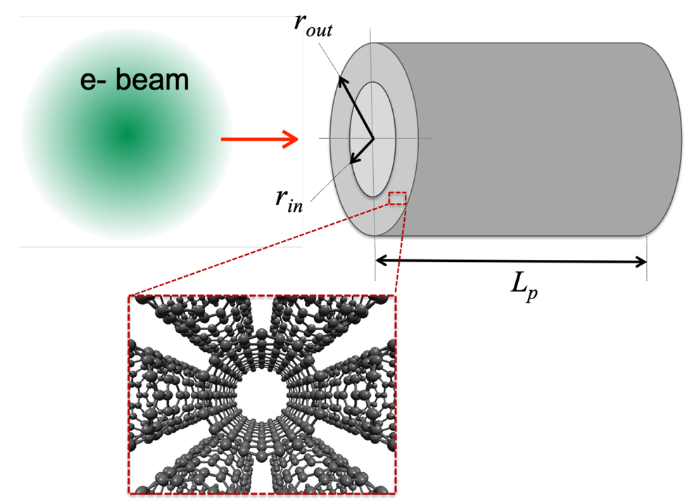 r_out
e- beam
r_in
L_p